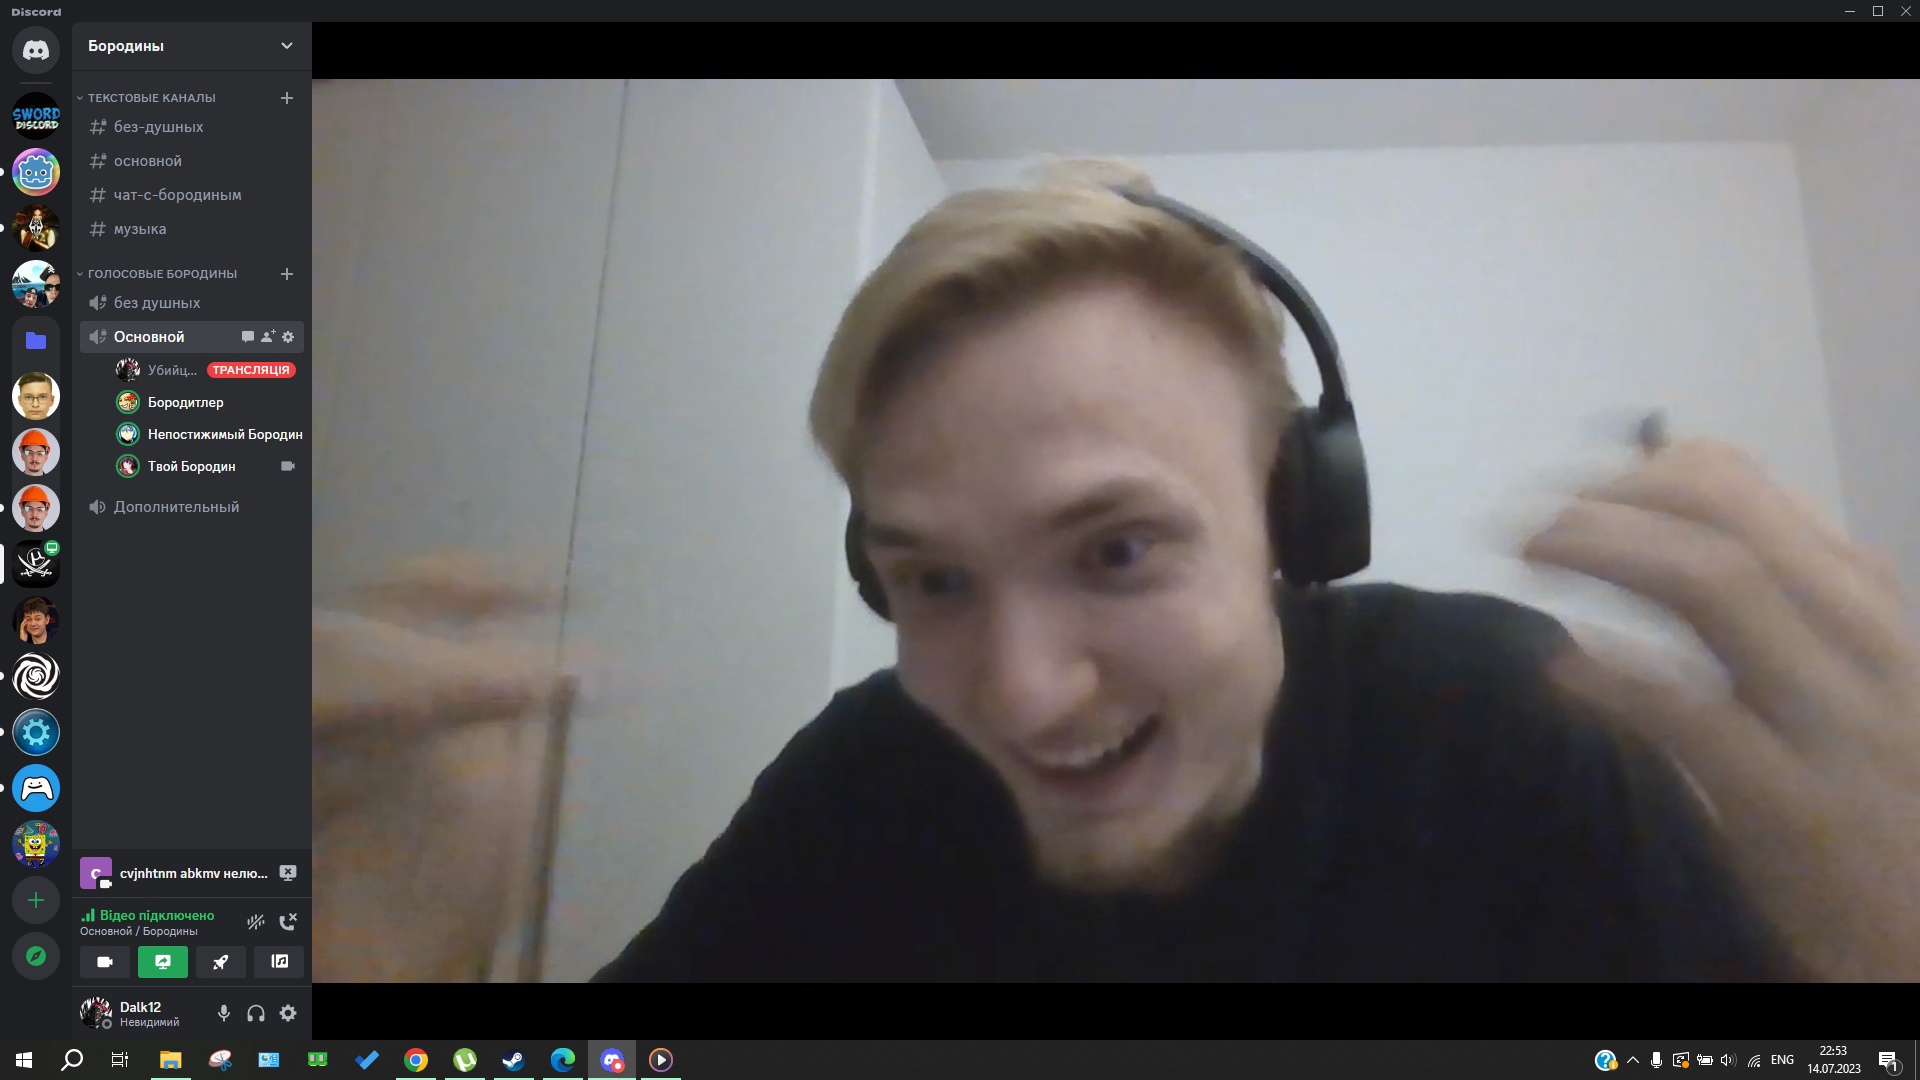 Discord
Бородины
SWORD
DISCORD
ТЕКСТОВЫЕ КАНАЛЫ
без-душных
основной
чат-с-бородиным
музыка
ГОЛОСОВЫЕ БОРОДИНЫ
без душных
Основной
Убийц... ТРАНСЛЯЦІЯ
Бородитлер
Непостижимый Бородин
Твой Бородин
Дополнительный
c cvjnhtnm abkmv нелю...
Відео підключено
Основной / Бородины
Dalk12
Невидимий
ENG
22:53
14.07.2023
1